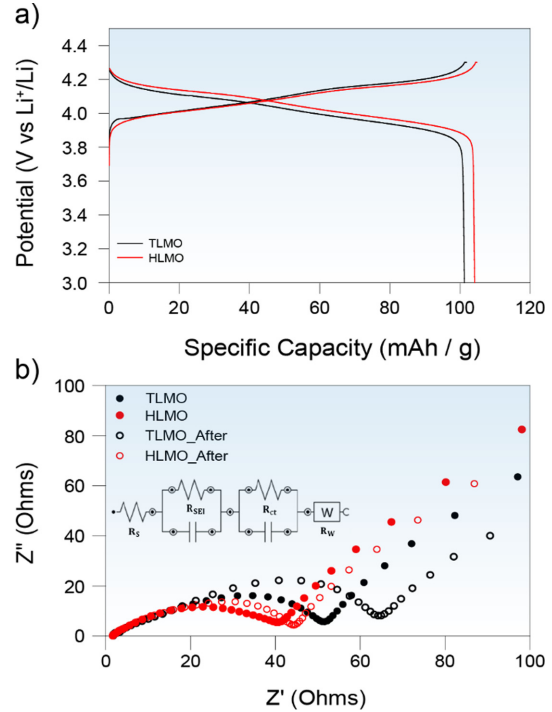 a)
Potential (V vs Li⁺/Li)
4.4
4.2
4.0
3.8
3.6
3.4
3.2
3.0
TLMO
HLMO
0 20 40 60 80 100 120
Specific Capacity (mAh / g)
b)
Z" (Ohms)
100
80
60
40
20
0
TLMO
HLMO
TLMO_After
HLMO_After
R_SEI
R_ct
W
R_S
R_W
0 20 40 60 80 100
Z' (Ohms)